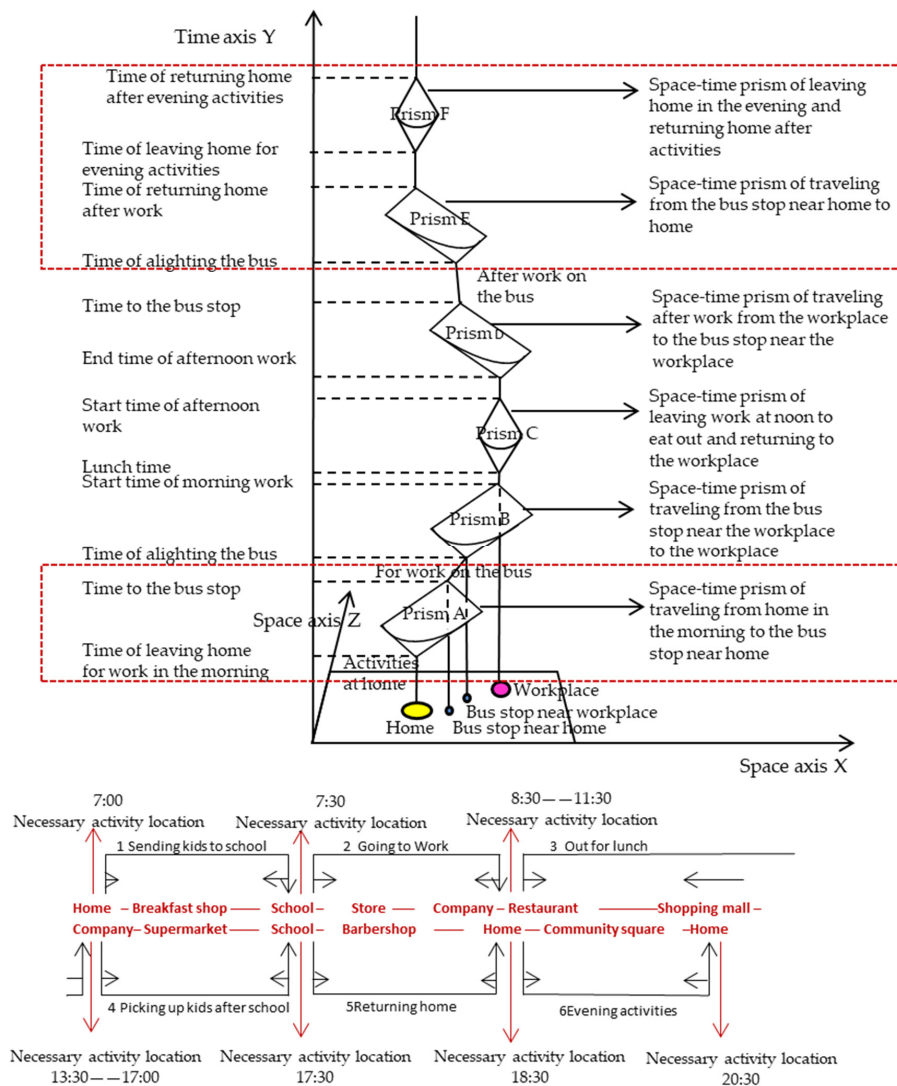 Time axis Y
Time of returning home
after evening activities
Prism F
Space-time prism of leaving
home in the evening and
returning home after
activities
Time of leaving home for
evening activities
Time of returning home
after work
Prism E
Space-time prism of traveling
from the bus stop near home to
home
Time of alighting the bus
After work on
the bus
Time to the bus stop
Prism D
Space-time prism of traveling
after work from the workplace
to the bus stop near the
workplace
End time of afternoon work
Start time of afternoon
work
Prism C
Space-time prism of
leaving work at noon to
eat out and returning to
the workplace
Lunch time
Start time of morning work
Prism B
Space-time prism of
traveling from the bus
stop near the workplace
to the workplace
Time of alighting the bus
For work on the bus
Time to the bus stop
Space axis Z
Prism A
Space-time prism of
traveling from home in
the morning to the bus
stop near home
Time of leaving home
for work in the morning
Activities
at home
Workplace
Bus stop near workplace
Home
Bus stop near home
Space axis X
7:00
Necessary activity location
7:30
Necessary activity location
8:30——11:30
Necessary activity location
1 Sending kids to school
2 Going to Work
3 Out for lunch
Home – Breakfast shop —— School – Store —— Company – Restaurant ——— Shopping mall –
Company – Supermarket —— School – Barbershop —— Home — Community square –Home
4 Picking up kids after school
5Returning home
6Evening activities
Necessary activity location
13:30——17:00
Necessary activity location
17:30
Necessary activity location
18:30
Necessary activity location
20:30